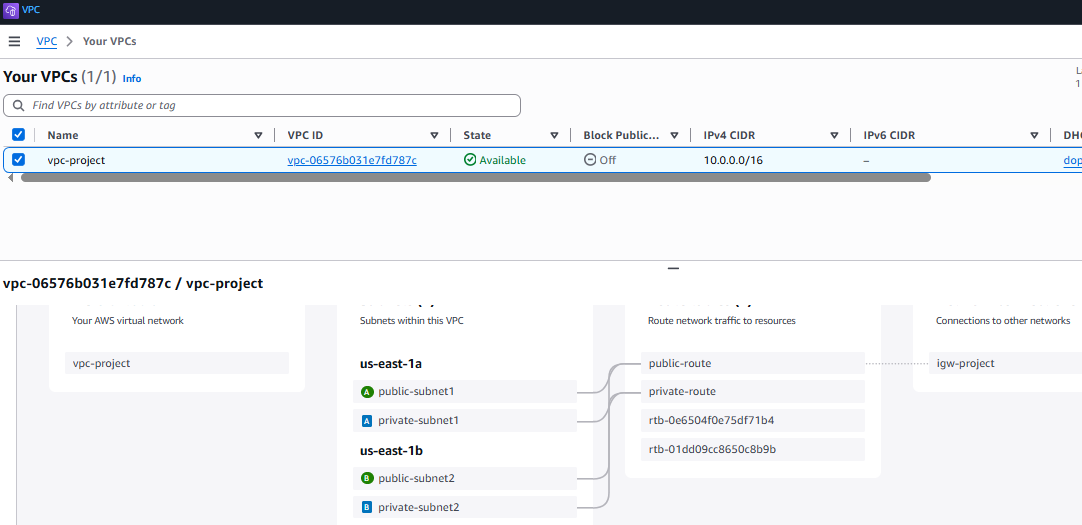 VPC
VPC > Your VPCs
Your VPCs (1/1) Info
Find VPCs by attribute or tag
Name VPC ID State Block Public... IPv4 CIDR IPv6 CIDR DHC
vpc-project vpc-06576b031e7fd787c Available Off 10.0.0.0/16 – dop
vpc-06576b031e7fd787c / vpc-project
Your AWS virtual network
vpc-project
Subnets within this VPC
us-east-1a
A public-subnet1
A private-subnet1
us-east-1b
B public-subnet2
B private-subnet2
Route network traffic to resources
public-route
private-route
rtb-0e6504f0e75df71b4
rtb-01dd09cc8650c8b9b
Connections to other networks
igw-project